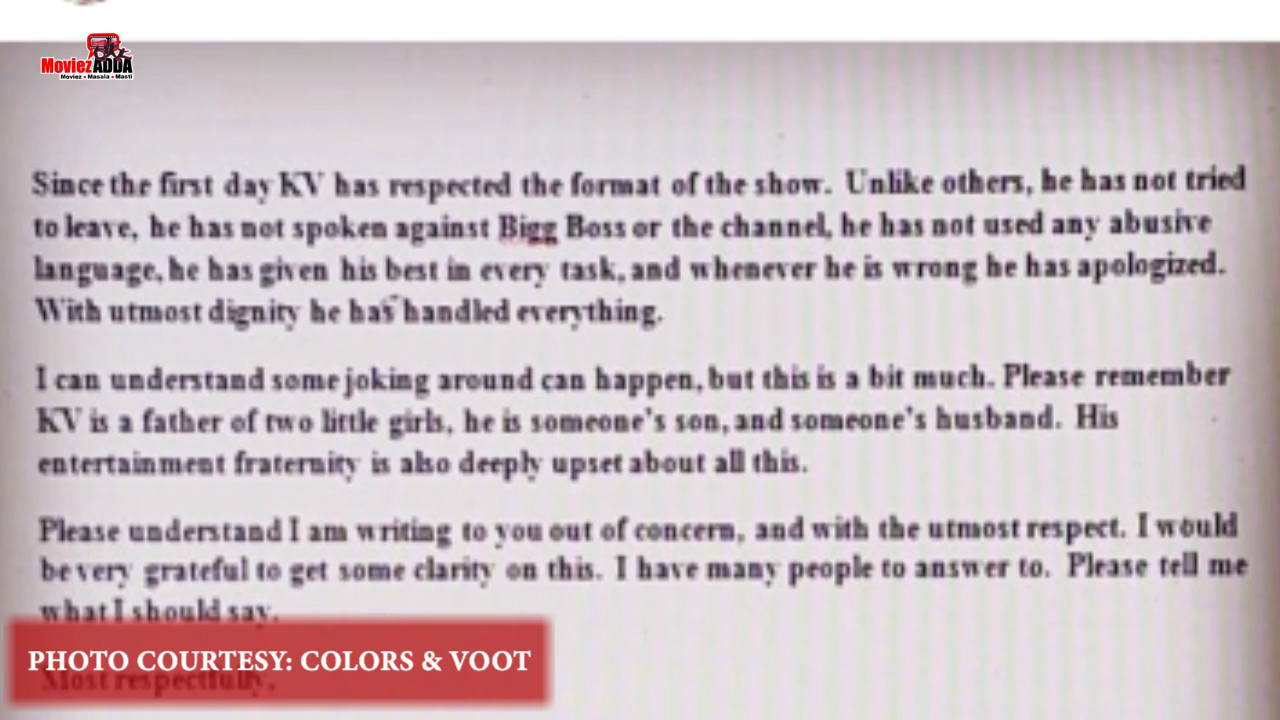 MoviezADDA
Moviez • Masala • Masti
Since the first day KV has respected the format of the show. Unlike others, he has not tried
to leave, he has not spoken against Bigg Boss or the channel, he has not used any abusive
language, he has given his best in every task, and whenever he is wrong he has apologized.
With utmost dignity he has handled everything.
I can understand some joking around can happen, but this is a bit much. Please remember
KV is a father of two little girls, he is someone's son, and someone's husband. His
entertainment fraternity is also deeply upset about all this.
Please understand I am writing to you out of concern, and with the utmost respect. I would
be very grateful to get some clarity on this. I have many people to answer to. Please tell me
what I should say.
PHOTO COURTESY: COLORS & VOOT
Most respectfully,